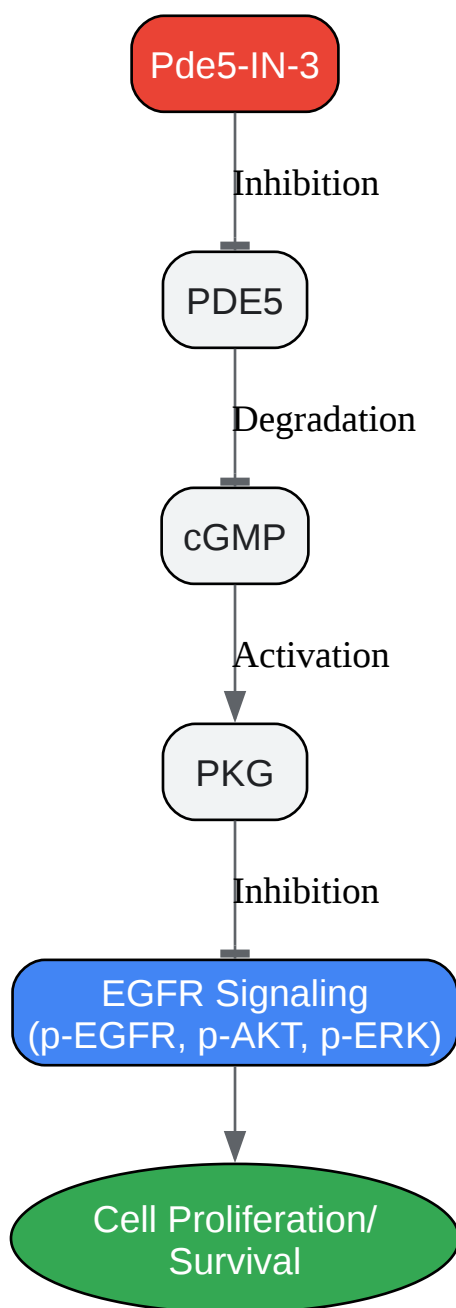 Pde5-IN-3
Inhibition
PDE5
Degradation
cGMP
Activation
PKG
Inhibition
EGFR Signaling
(p-EGFR, p-AKT, p-ERK)
Cell Proliferation/
Survival